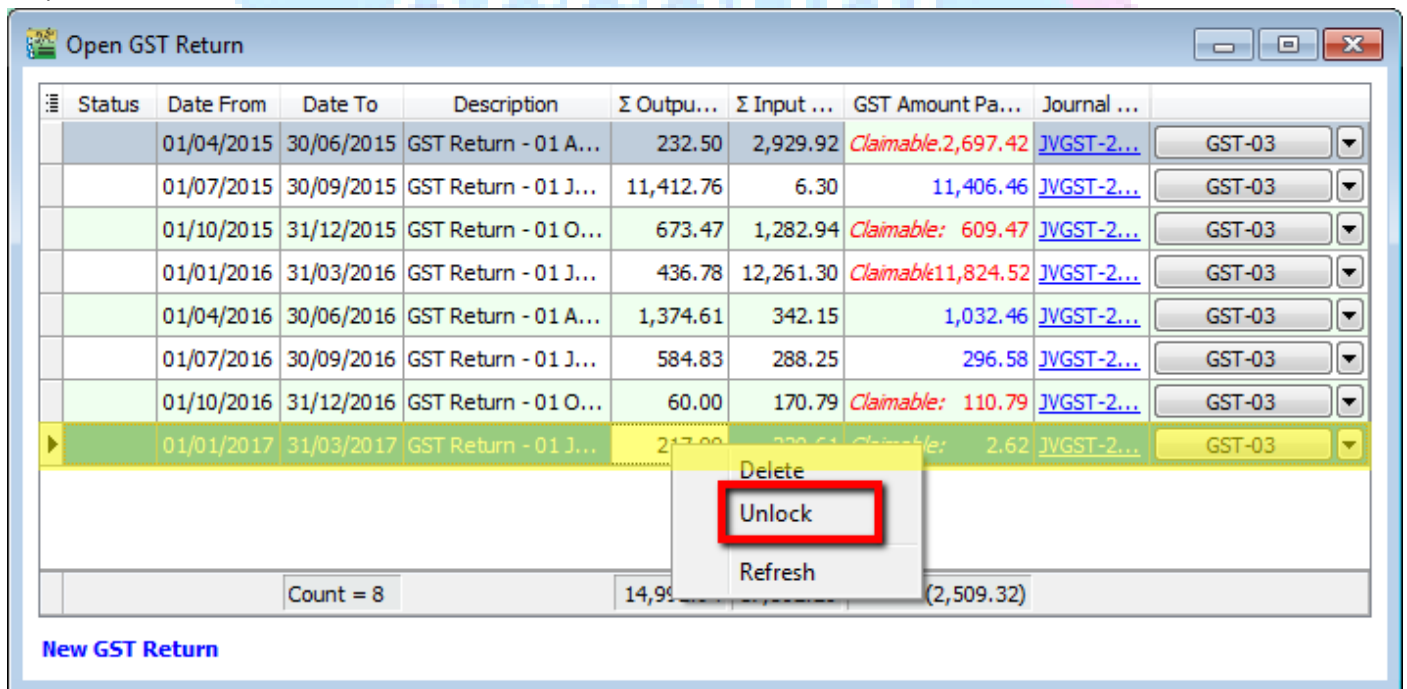 Open GST Return
Status Date From Date To Description Σ Outpu... Σ Input ... GST Amount Pa... Journal ...
01/04/2015 30/06/2015 GST Return - 01 A... 232.50 2,929.92 Claimable.2,697.42 JVGST-2... GST-03
01/07/2015 30/09/2015 GST Return - 01 J... 11,412.76 6.30 11,406.46 JVGST-2... GST-03
01/10/2015 31/12/2015 GST Return - 01 O... 673.47 1,282.94 Claimable: 609.47 JVGST-2... GST-03
01/01/2016 31/03/2016 GST Return - 01 J... 436.78 12,261.30 Claimable11,824.52 JVGST-2... GST-03
01/04/2016 30/06/2016 GST Return - 01 A... 1,374.61 342.15 1,032.46 JVGST-2... GST-03
01/07/2016 30/09/2016 GST Return - 01 J... 584.83 288.25 296.58 JVGST-2... GST-03
01/10/2016 31/12/2016 GST Return - 01 O... 60.00 170.79 Claimable: 110.79 JVGST-2... GST-03
01/01/2017 31/03/2017 GST Return - 01 J... 2.62 JVGST-2... GST-03
Delete
Unlock
Refresh
Count = 8 (2,509.32)
New GST Return